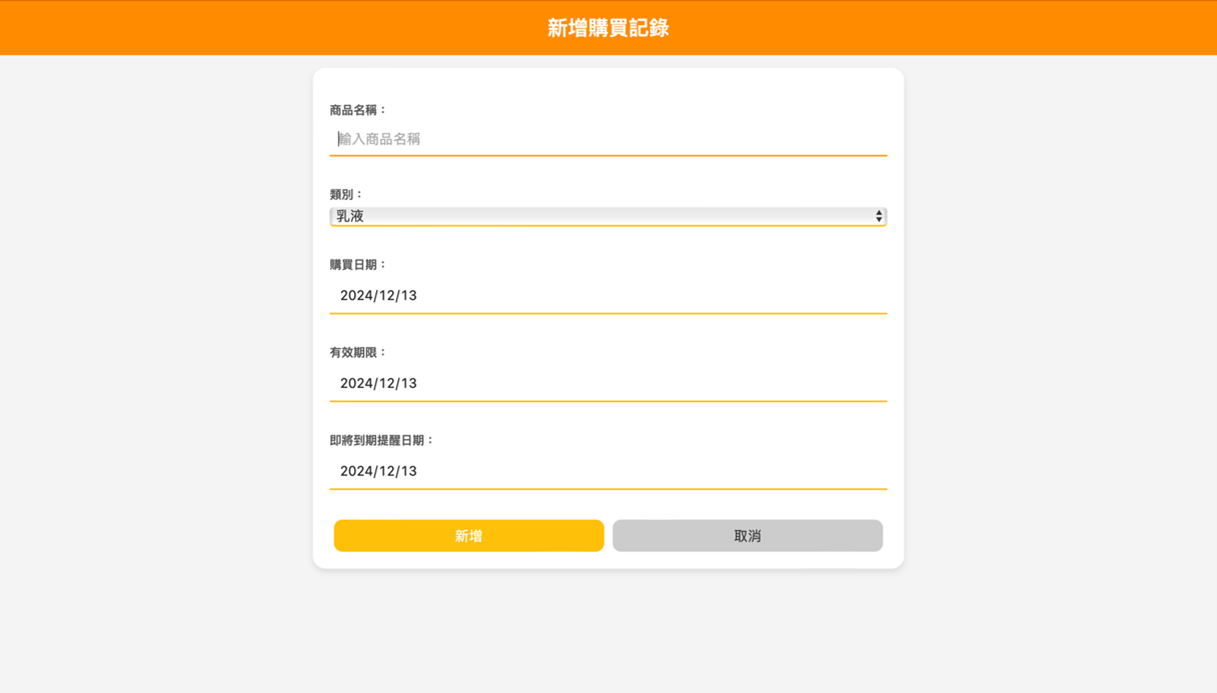 新增購買記錄
商品名稱：
輸入商品名稱
類別：
乳液
購買日期：
2024/12/13
有效期限：
2024/12/13
即將到期提醒日期：
2024/12/13
新增
取消